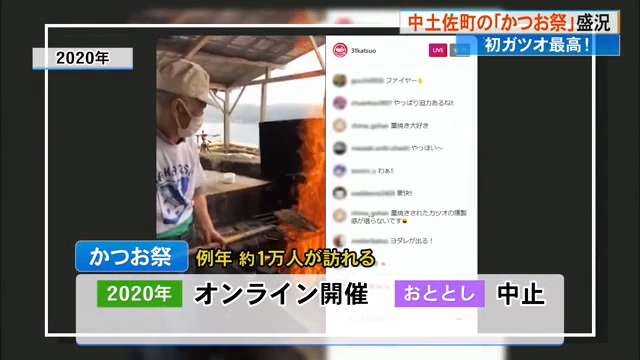 中土佐町の「かつお祭」盛況
初ガツオ最高！
2020年
31katsuo
LIVE
ファイヤー
やっぱり迫力あるね!!
藁焼き大好き
やっほい〜
わぁ!
豪快!!
藁焼きされたカツオの燻製
感が堪らないです
ヨダレが出る！
かつお祭
例年 約1万人が訪れる
2020年 オンライン開催 おととし 中止